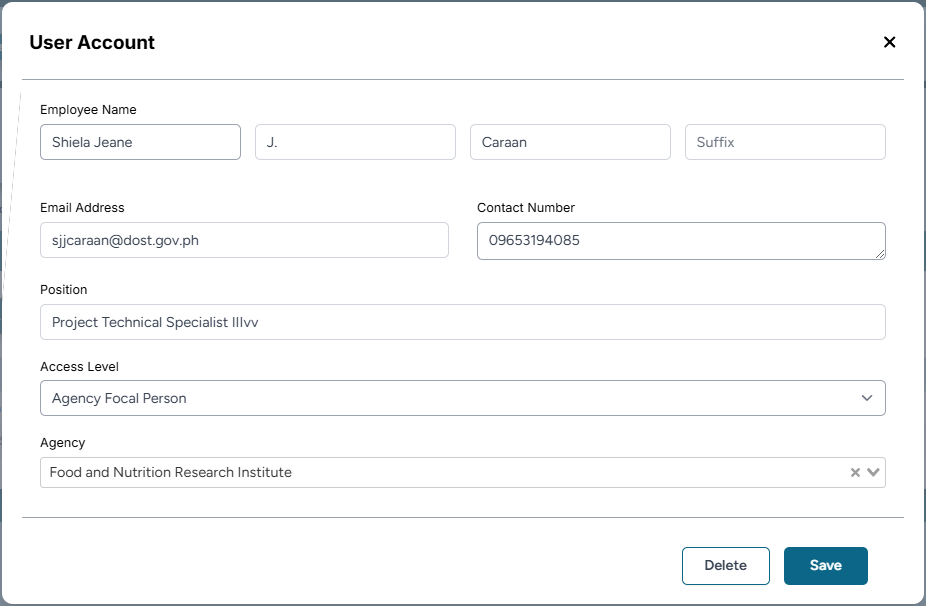 User Account
Employee Name
Shiela Jeane J. Caraan Suffix
Email Address Contact Number
sjjcaraan@dost.gov.ph 09653194085
Position
Project Technical Specialist IIIvv
Access Level
Agency Focal Person
Agency
Food and Nutrition Research Institute
Delete Save